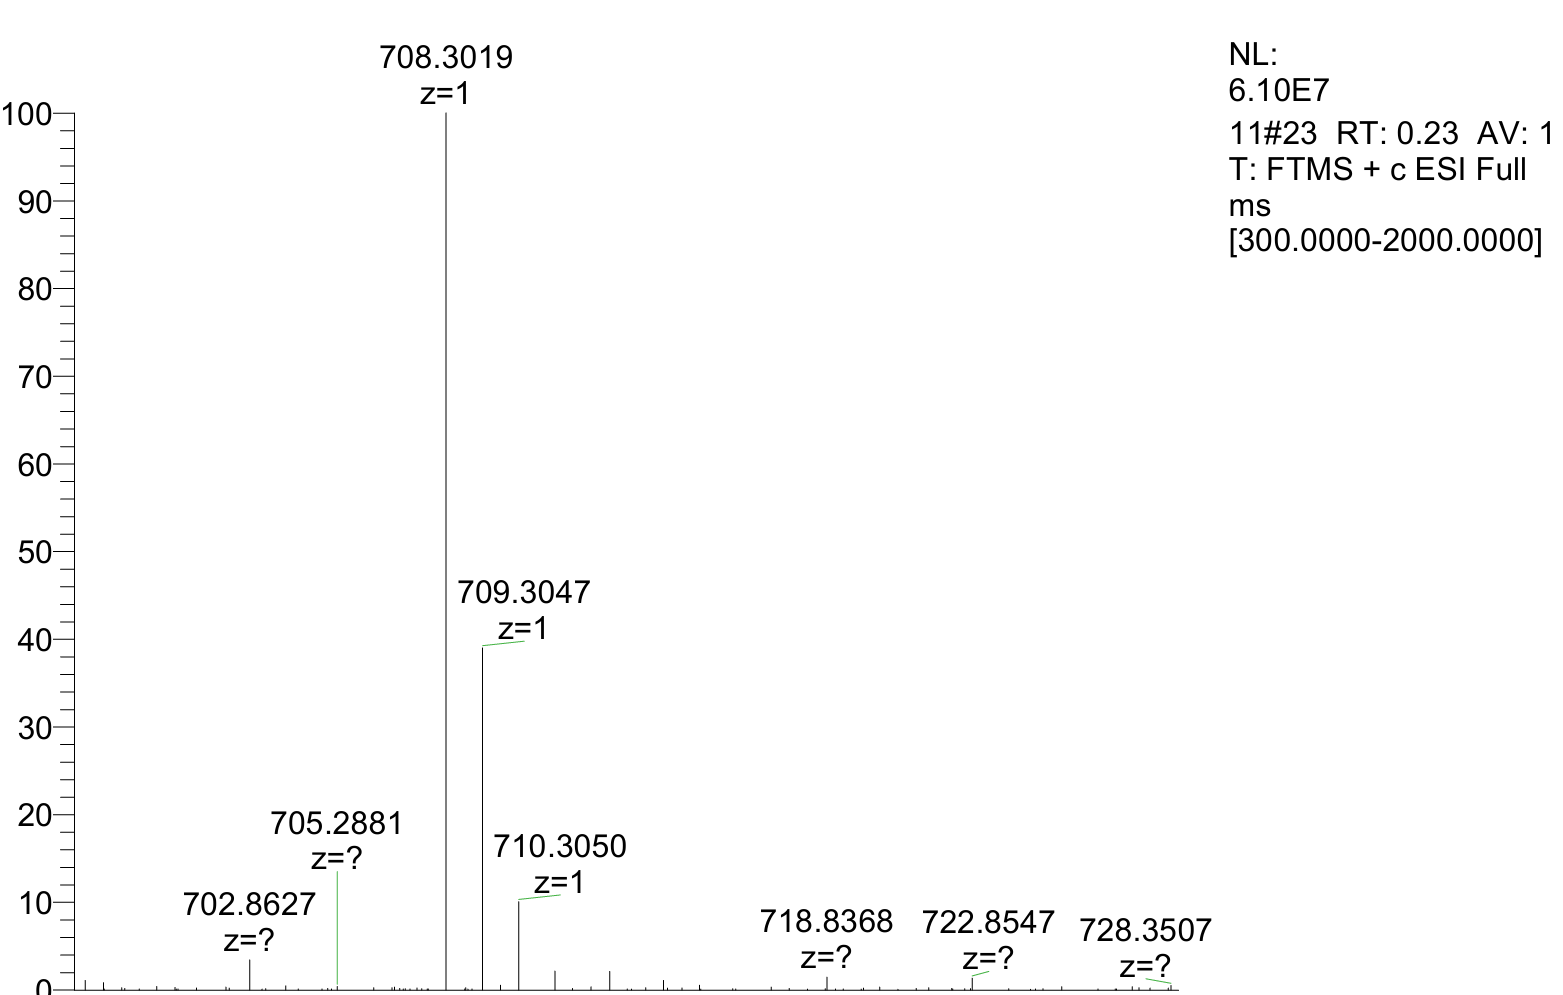 708.3019
z=1
NL:
6.10E7
11#23 RT: 0.23 AV: 1
T: FTMS + c ESI Full
ms
[300.0000-2000.0000]
100
90
80
70
60
50
40
30
20
10
0
709.3047
z=1
705.2881
z=?
710.3050
z=1
702.8627
z=?
718.8368
z=?
722.8547
z=?
728.3507
z=?